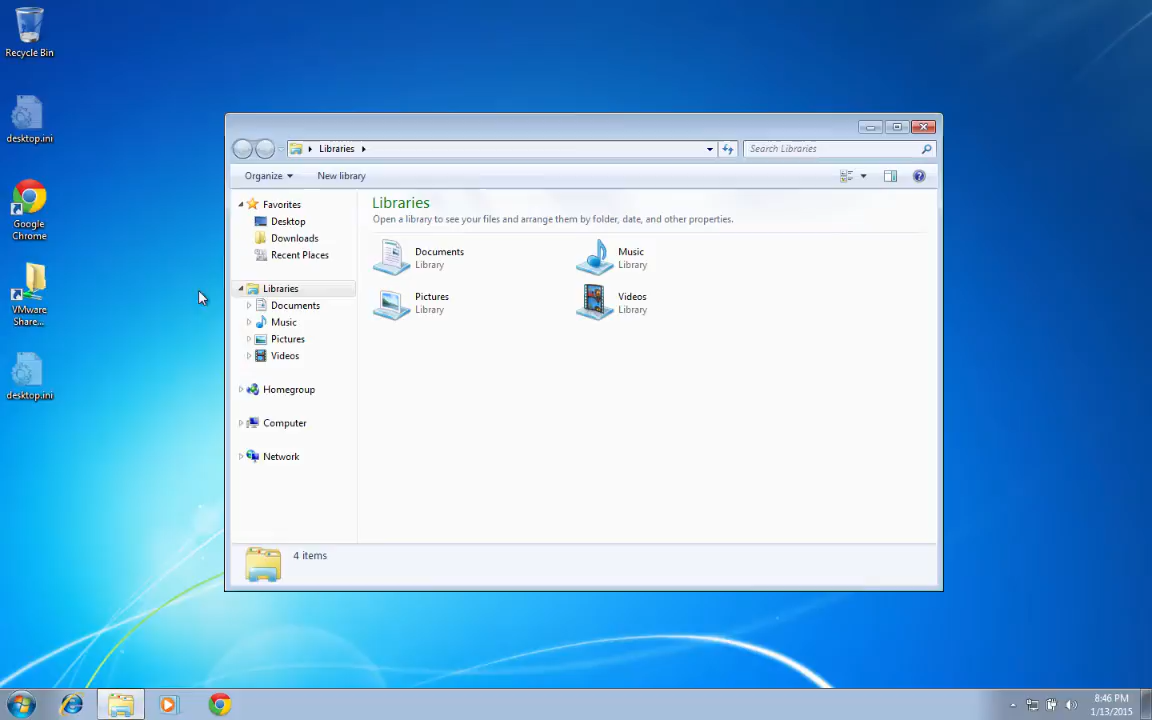 Recycle Bin
desktop.ini
Google
Chrome
VMware
Share...
desktop.ini
Libraries
Search Libraries
Organize
New library
Favorites
Desktop
Downloads
Recent Places
Libraries
Documents
Music
Pictures
Videos
Homegroup
Computer
Network
Libraries
Open a library to see your files and arrange them by folder, date, and other properties.
Documents
Library
Music
Library
Pictures
Library
Videos
Library
4 items
8:46 PM
1/13/2015